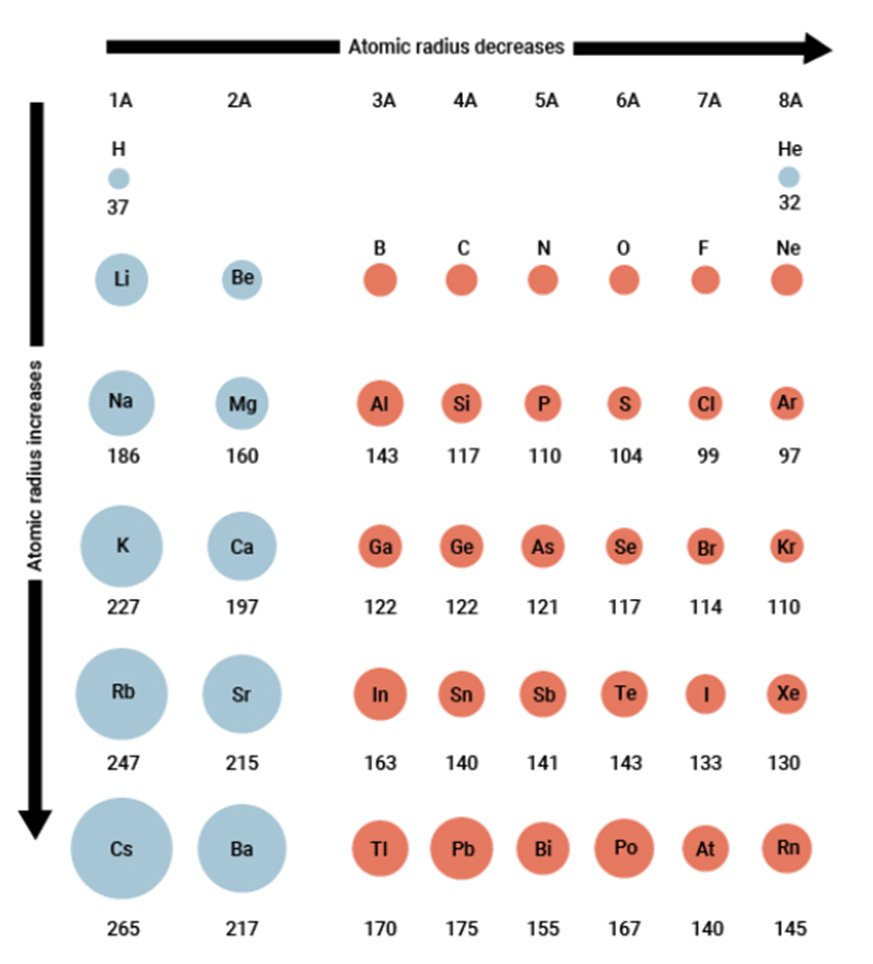 Atomic radius decreases
1A 2A 3A 4A 5A 6A 7A 8A
H He
37 32
B C N O F Ne
Li Be
Na Mg Al Si P S Cl Ar
186 160 143 117 110 104 99 97
K Ca Ga Ge As Se Br Kr
227 197 122 122 121 117 114 110
Rb Sr In Sn Sb Te I Xe
247 215 163 140 141 143 133 130
Cs Ba Tl Pb Bi Po At Rn
265 217 170 175 155 167 140 145
Atomic radius increases